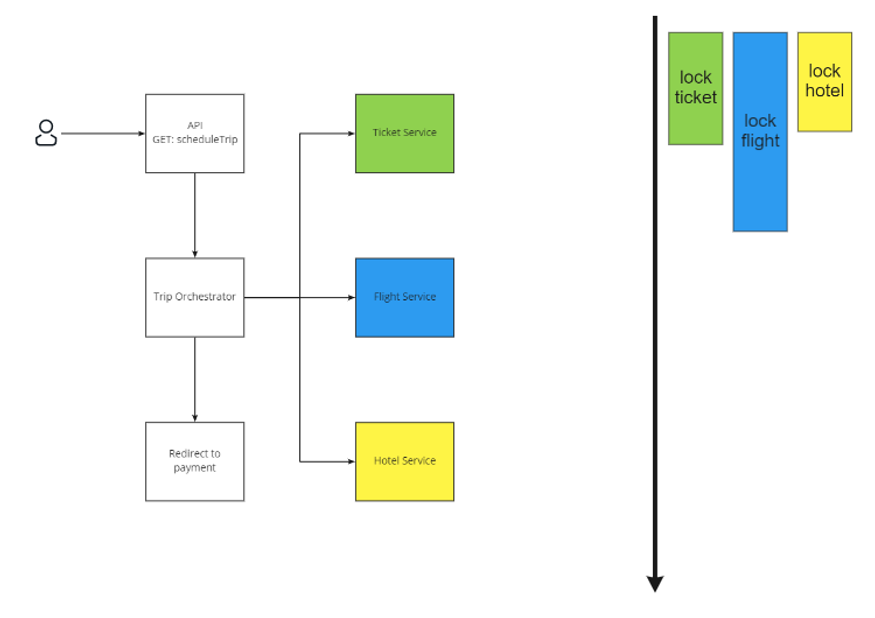 API
GET: scheduleTrip
Ticket Service
Trip Orchestrator
Flight Service
Redirect to
payment
Hotel Service
lock
ticket
lock
flight
lock
hotel